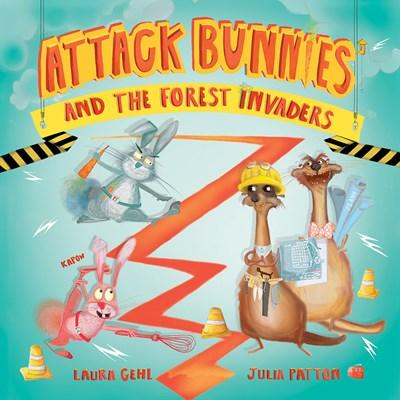 ATTACK BUNNIES
AND THE FOREST INVADERS
KAPOW
LAURA GEHL
JULIA PATTON